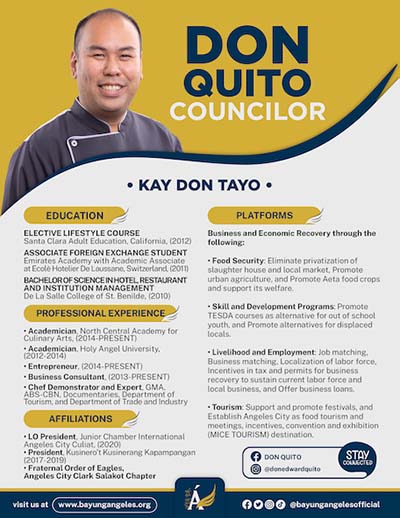 DON
QUITO
COUNCILOR
• KAY DON TAYO •
EDUCATION
ELECTIVE LIFESTYLE COURSE
Santa Clara Adult Education, California, (2012)
ASSOCIATE FOREIGN EXCHANGE STUDENT
Emirates Academy with Academic Associate
at Ecolé Hotelier De Laussane, Switzerland, (2011)
BACHELOR OF SCIENCE IN HOTEL, RESTAURANT
AND INSTITUTION MANAGEMENT
De La Salle College of St. Benilde, (2010)
PROFESSIONAL EXPERIENCE
• Academician, North Central Academy for
Culinary Arts, (2014-PRESENT)
• Academician, Holy Angel University,
(2012-2014)
• Entrepreneur, (2014-PRESENT)
• Business Consultant, (2013-PRESENT)
• Chef Demonstrator and Expert, GMA,
ABS-CBN, Documentaries, Department of
Tourism, and Department of Trade and Industry
AFFILIATIONS
• LO President, Junior Chamber International
Angeles City Culiat, (2020)
• President, Kusinero't Kusinerang Kapampangan
(2017-2019)
• Fraternal Order of Eagles,
Angeles City Clark Salakot Chapter
PLATFORMS
Business and Economic Recovery through the
following:
• Food Security: Eliminate privatization of
slaughter house and local market, Promote
urban agriculture, and Promote Aeta food crops
and support its welfare.
• Skill and Development Programs: Promote
TESDA courses as alternative for out of school
youth, and Promote alternatives for displaced
locals.
• Livelihood and Employment: Job matching,
Business matching, Localization of labor force,
Incentives in tax and permits for business
recovery to sustain current labor force and
local business, and Offer business loans.
• Tourism: Support and promote festivals, and
Establish Angeles City as food tourism and
meetings, incentives, convention and exhibition
(MICE TOURISM) destination.
DON QUITO
@donedwardquito
STAY
CONNECTED
visit us at www.bayungangeles.org
@bayungangelesofficial